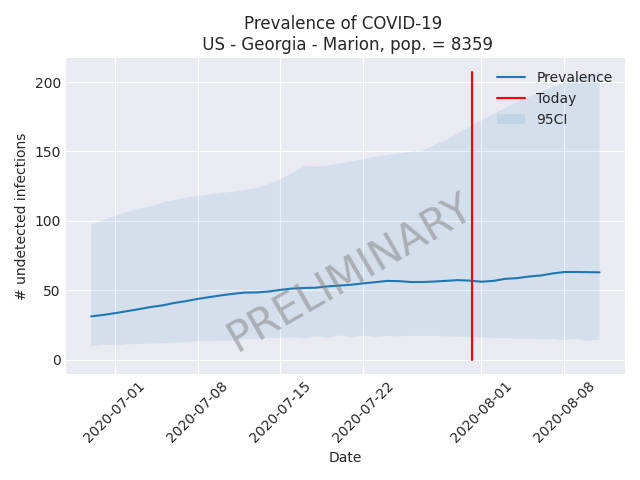 Prevalence of COVID-19
US - Georgia - Marion, pop. = 8359
200
150
100
50
0
# undetected infections
Prevalence
Today
95CI
PRELIMINARY
2020-07-01
2020-07-08
2020-07-15
2020-07-22
2020-08-01
2020-08-08
Date